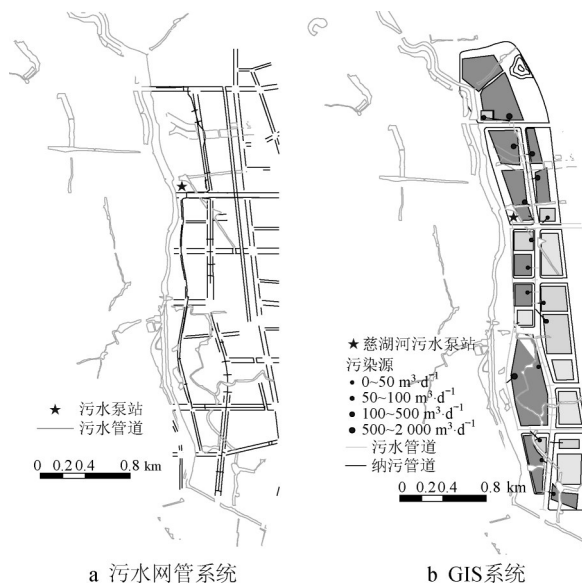 ★ 污水泵站
污水管道
0 0.2 0.4 0.8 km
a 污水网管系统
★ 慈湖河污水泵站
污染源
• 0~50 m³·d⁻¹
• 50~100 m³·d⁻¹
• 100~500 m³·d⁻¹
• 500~2 000 m³·d⁻¹
污水管道
纳污管道
0 0.2 0.4 0.8 km
b GIS系统